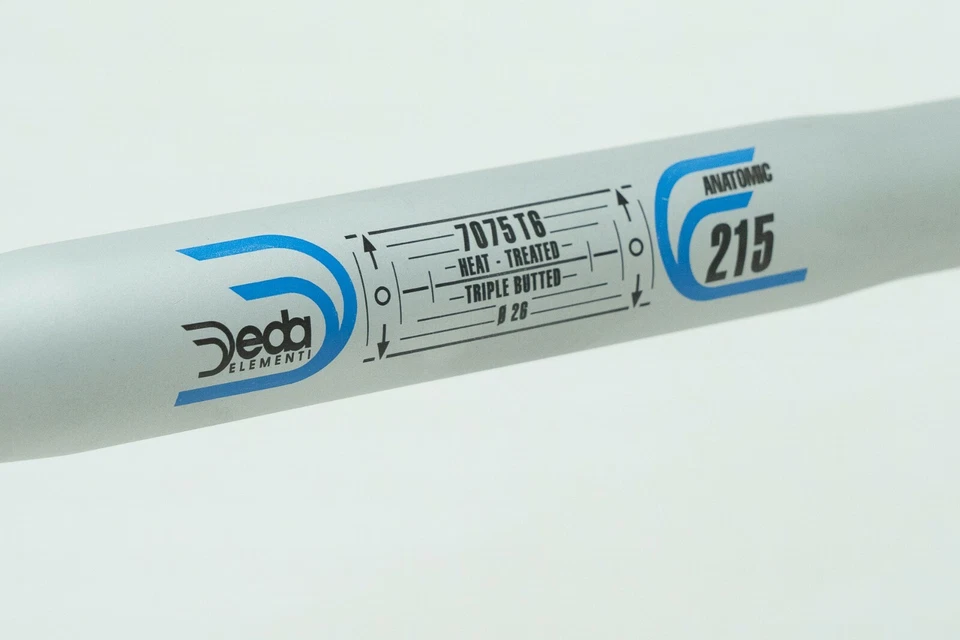 Deda
ELEMENTI
7075 T6
HEAT - TREATED
TRIPLE BUTTED
Ø 26
ANATOMIC
215